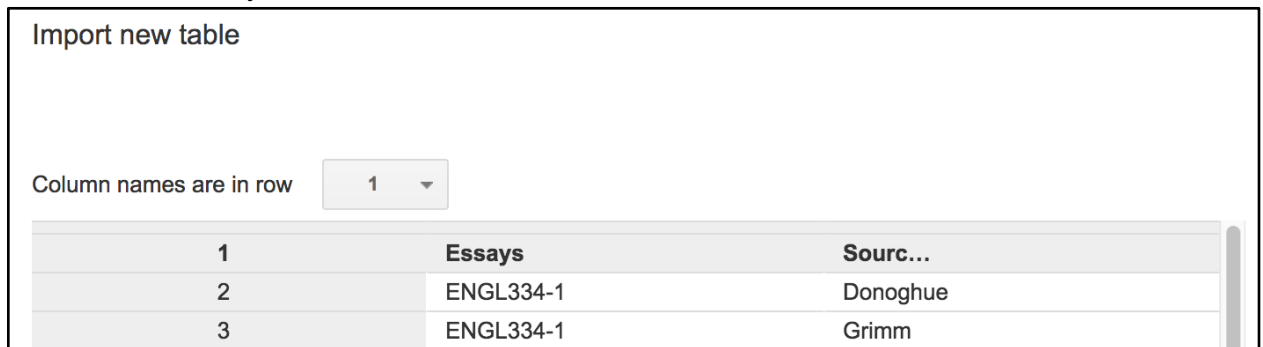 Import new table
Column names are in row 1
1 Essays Sourc…
2 ENGL334-1 Donoghue
3 ENGL334-1 Grimm